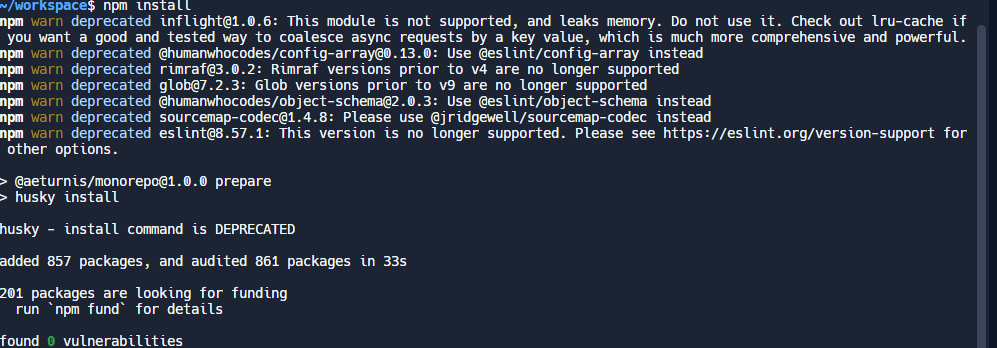 ~/workspace$ npm install
npm warn deprecated inflight@1.0.6: This module is not supported, and leaks memory. Do not use it. Check out lru-cache if
you want a good and tested way to coalesce async requests by a key value, which is much more comprehensive and powerful.
npm warn deprecated @humanwhocodes/config-array@0.13.0: Use @eslint/config-array instead
npm warn deprecated rimraf@3.0.2: Rimraf versions prior to v4 are no longer supported
npm warn deprecated glob@7.2.3: Glob versions prior to v9 are no longer supported
npm warn deprecated @humanwhocodes/object-schema@2.0.3: Use @eslint/object-schema instead
npm warn deprecated sourcemap-codec@1.4.8: Please use @jridgewell/sourcemap-codec instead
npm warn deprecated eslint@8.57.1: This version is no longer supported. Please see https://eslint.org/version-support for
other options.
> @aeturnis/monorepo@1.0.0 prepare
> husky install
husky - install command is DEPRECATED
added 857 packages, and audited 861 packages in 33s
201 packages are looking for funding
run `npm fund` for details
found 0 vulnerabilities